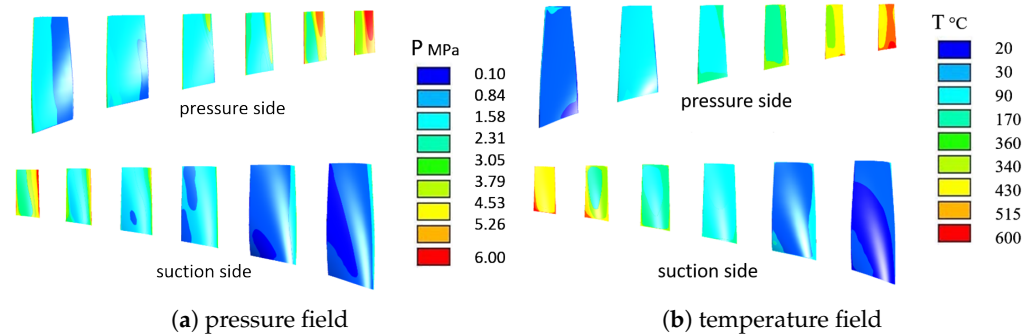 P MPa
0.10
0.84
1.58
2.31
3.05
3.79
4.53
5.26
6.00
pressure side
suction side
(a) pressure field
T °C
20
30
90
170
360
340
430
515
600
pressure side
suction side
(b) temperature field